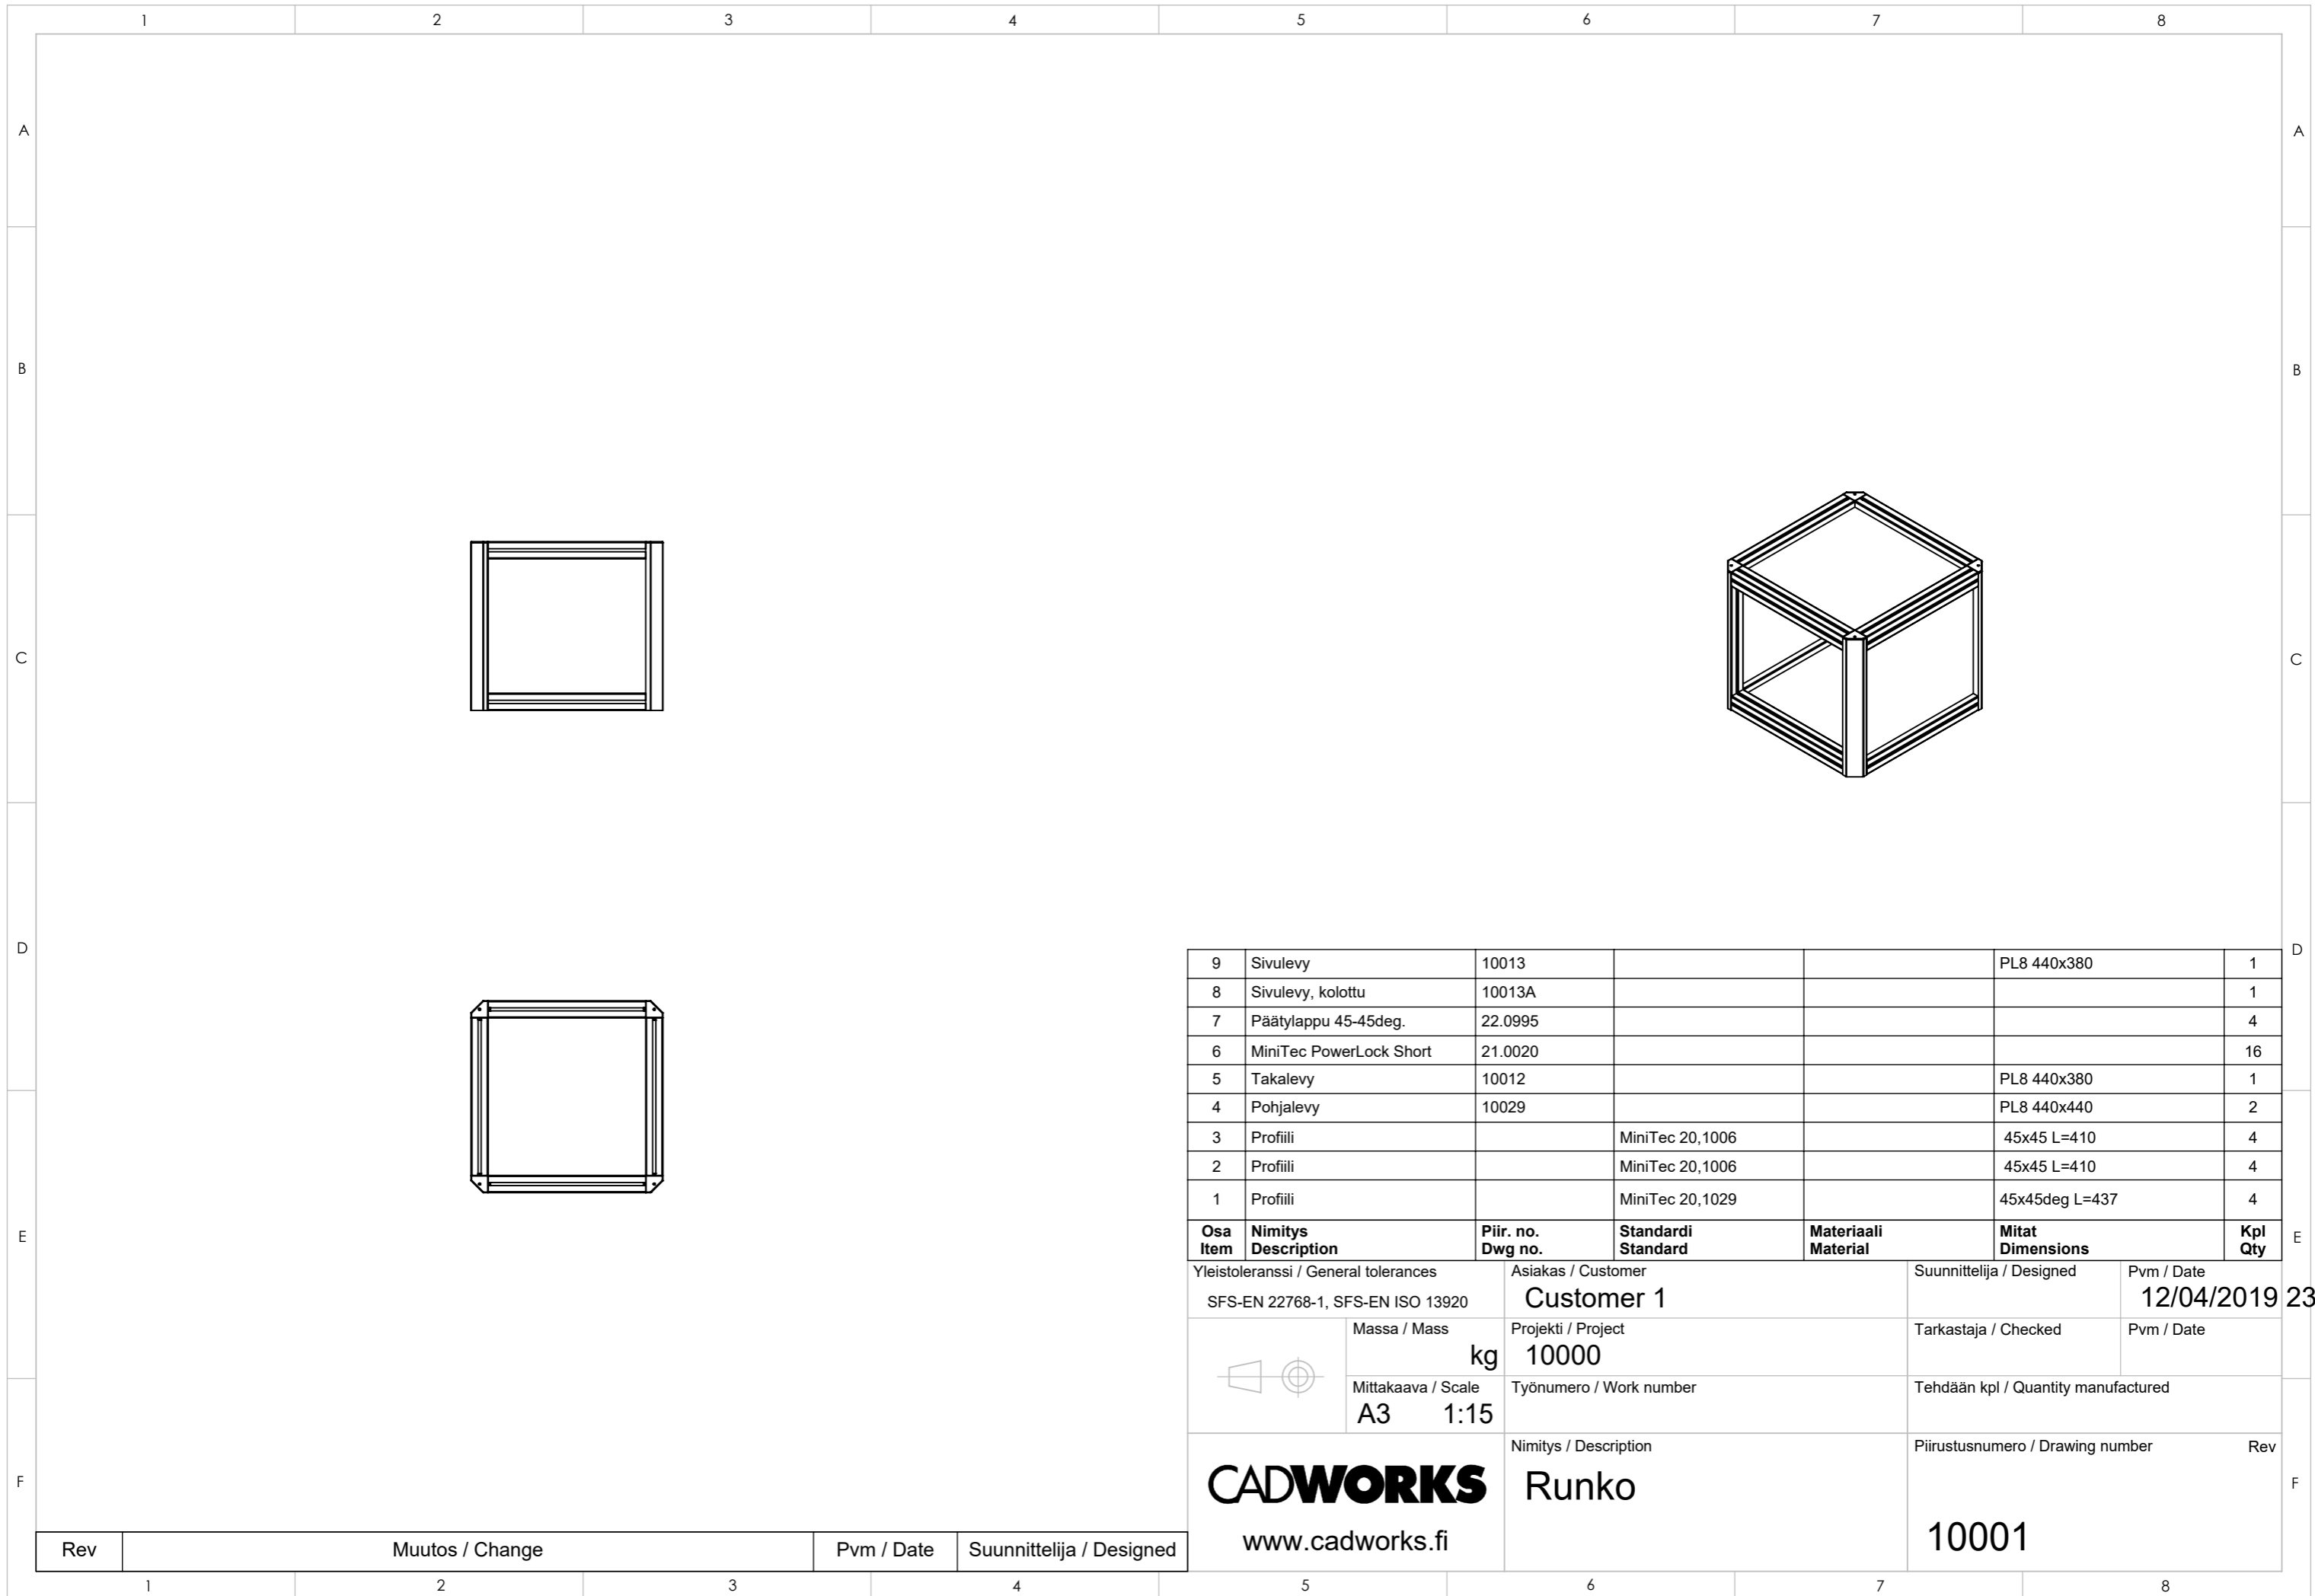 1 2 3 4 5 6 7 8
A A
B B
C C
D D
E E
F F
9 Sivulevy 10013 PL8 440x380 1
8 Sivulevy, kolottu 10013A 1
7 Päätylappu 45-45deg. 22.0995 4
6 MiniTec PowerLock Short 21.0020 16
5 Takalevy 10012 PL8 440x380 1
4 Pohjalevy 10029 PL8 440x440 2
3 Profiili MiniTec 20,1006 45x45 L=410 4
2 Profiili MiniTec 20,1006 45x45 L=410 4
1 Profiili MiniTec 20,1029 45x45deg L=437 4
Osa Nimitys Piir. no. Standardi Materiaali Mitat Kpl
Item Description Dwg no. Standard Material Dimensions Qty
Yleistoleranssi / General tolerances Asiakas / Customer Suunnittelija / Designed Pvm / Date
SFS-EN 22768-1, SFS-EN ISO 13920 Customer 1 12/04/2019 23
Massa / Mass Projekti / Project Tarkastaja / Checked Pvm / Date
kg 10000
Mittakaava / Scale Työnumero / Work number Tehdään kpl / Quantity manufactured
A3 1:15
Nimitys / Description Piirustusnumero / Drawing number Rev
CADWORKS Runko
www.cadworks.fi 10001
Rev Muutos / Change Pvm / Date Suunnittelija / Designed
1 2 3 4 5 6 7 8